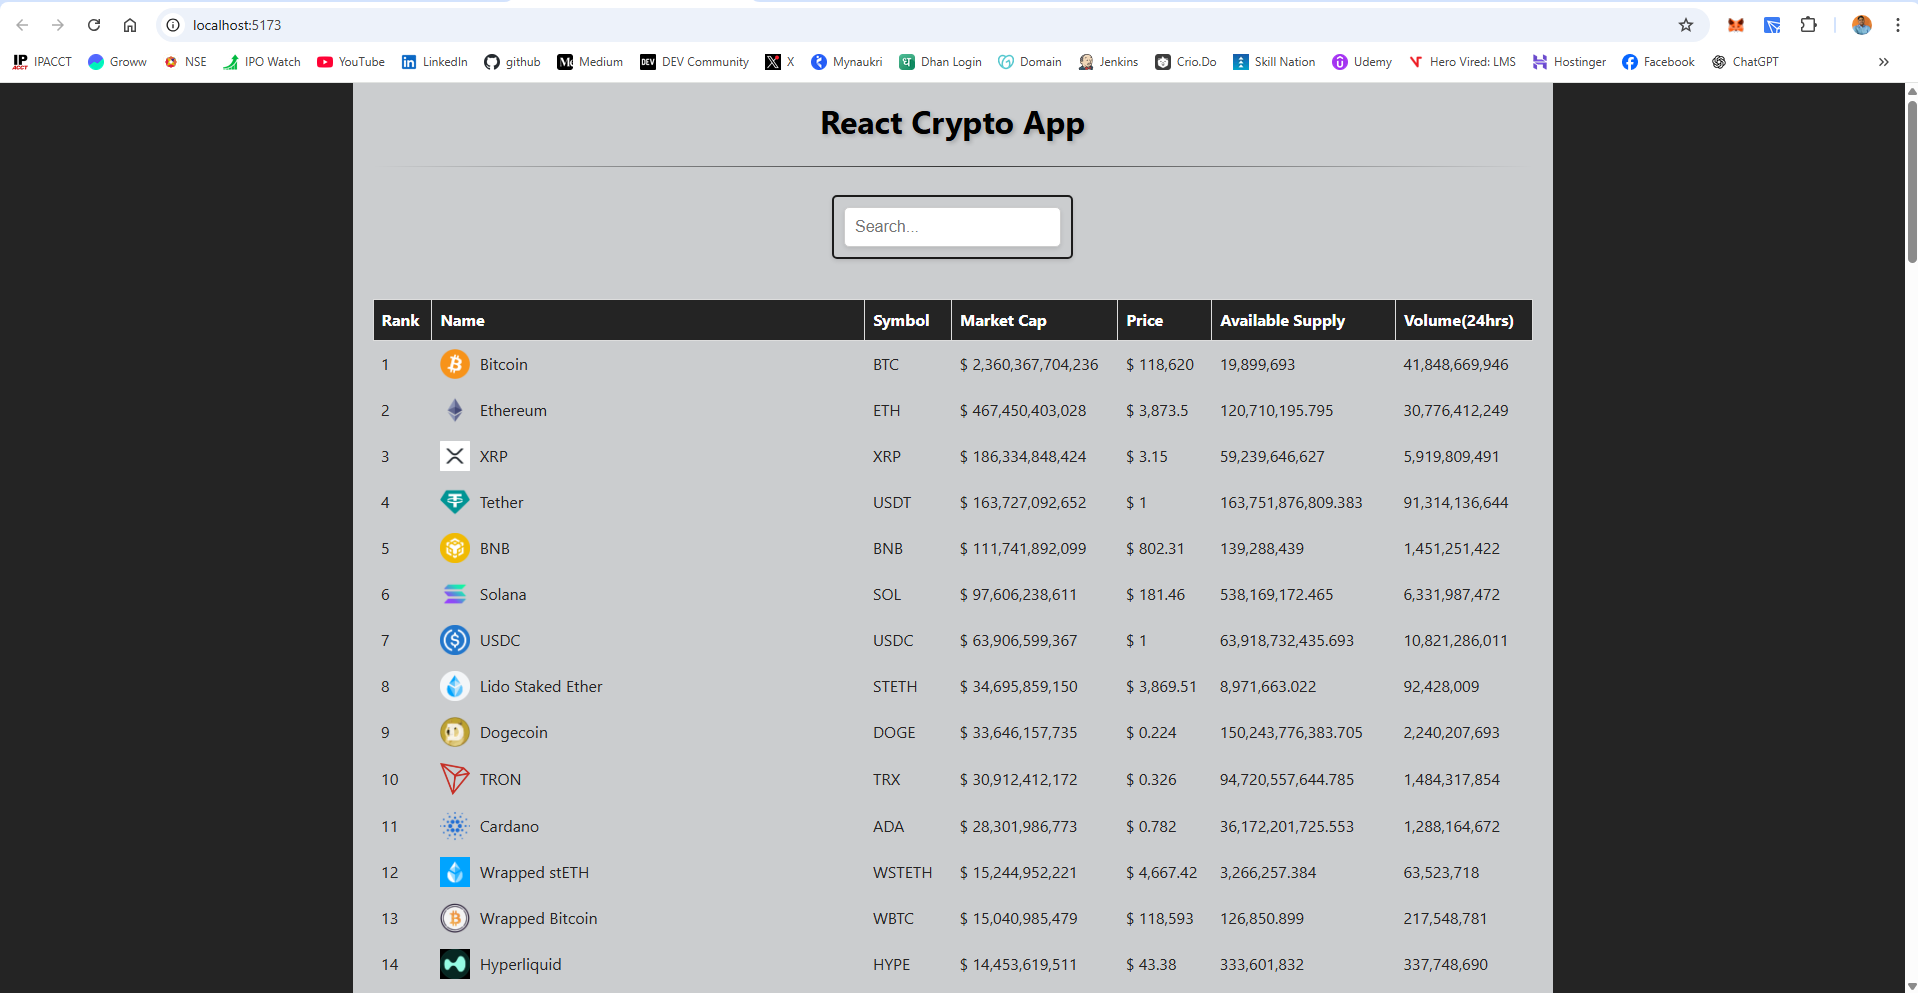 localhost:5173
IPACCT Groww NSE IPO Watch YouTube LinkedIn github Medium DEV Community X Mynaukri Dhan Login Domain Jenkins Crio.Do Skill Nation Udemy Hero Vired: LMS Hostinger Facebook ChatGPT
React Crypto App
Search...
Rank Name Symbol Market Cap Price Available Supply Volume(24hrs)
1 Bitcoin BTC $ 2,360,367,704,236 $ 118,620 19,899,693 41,848,669,946
2 Ethereum ETH $ 467,450,403,028 $ 3,873.5 120,710,195.795 30,776,412,249
3 XRP XRP $ 186,334,848,424 $ 3.15 59,239,646,627 5,919,809,491
4 Tether USDT $ 163,727,092,652 $ 1 163,751,876,809.383 91,314,136,644
5 BNB BNB $ 111,741,892,099 $ 802.31 139,288,439 1,451,251,422
6 Solana SOL $ 97,606,238,611 $ 181.46 538,169,172.465 6,331,987,472
7 USDC USDC $ 63,906,599,367 $ 1 63,918,732,435.693 10,821,286,011
8 Lido Staked Ether STETH $ 34,695,859,150 $ 3,869.51 8,971,663.022 92,428,009
9 Dogecoin DOGE $ 33,646,157,735 $ 0.224 150,243,776,383.705 2,240,207,693
10 TRON TRX $ 30,912,412,172 $ 0.326 94,720,557,644.785 1,484,317,854
11 Cardano ADA $ 28,301,986,773 $ 0.782 36,172,201,725.553 1,288,164,672
12 Wrapped stETH WSTETH $ 15,244,952,221 $ 4,667.42 3,266,257.384 63,523,718
13 Wrapped Bitcoin WBTC $ 15,040,985,479 $ 118,593 126,850.899 217,548,781
14 Hyperliquid HYPE $ 14,453,619,511 $ 43.38 333,601,832 337,748,690